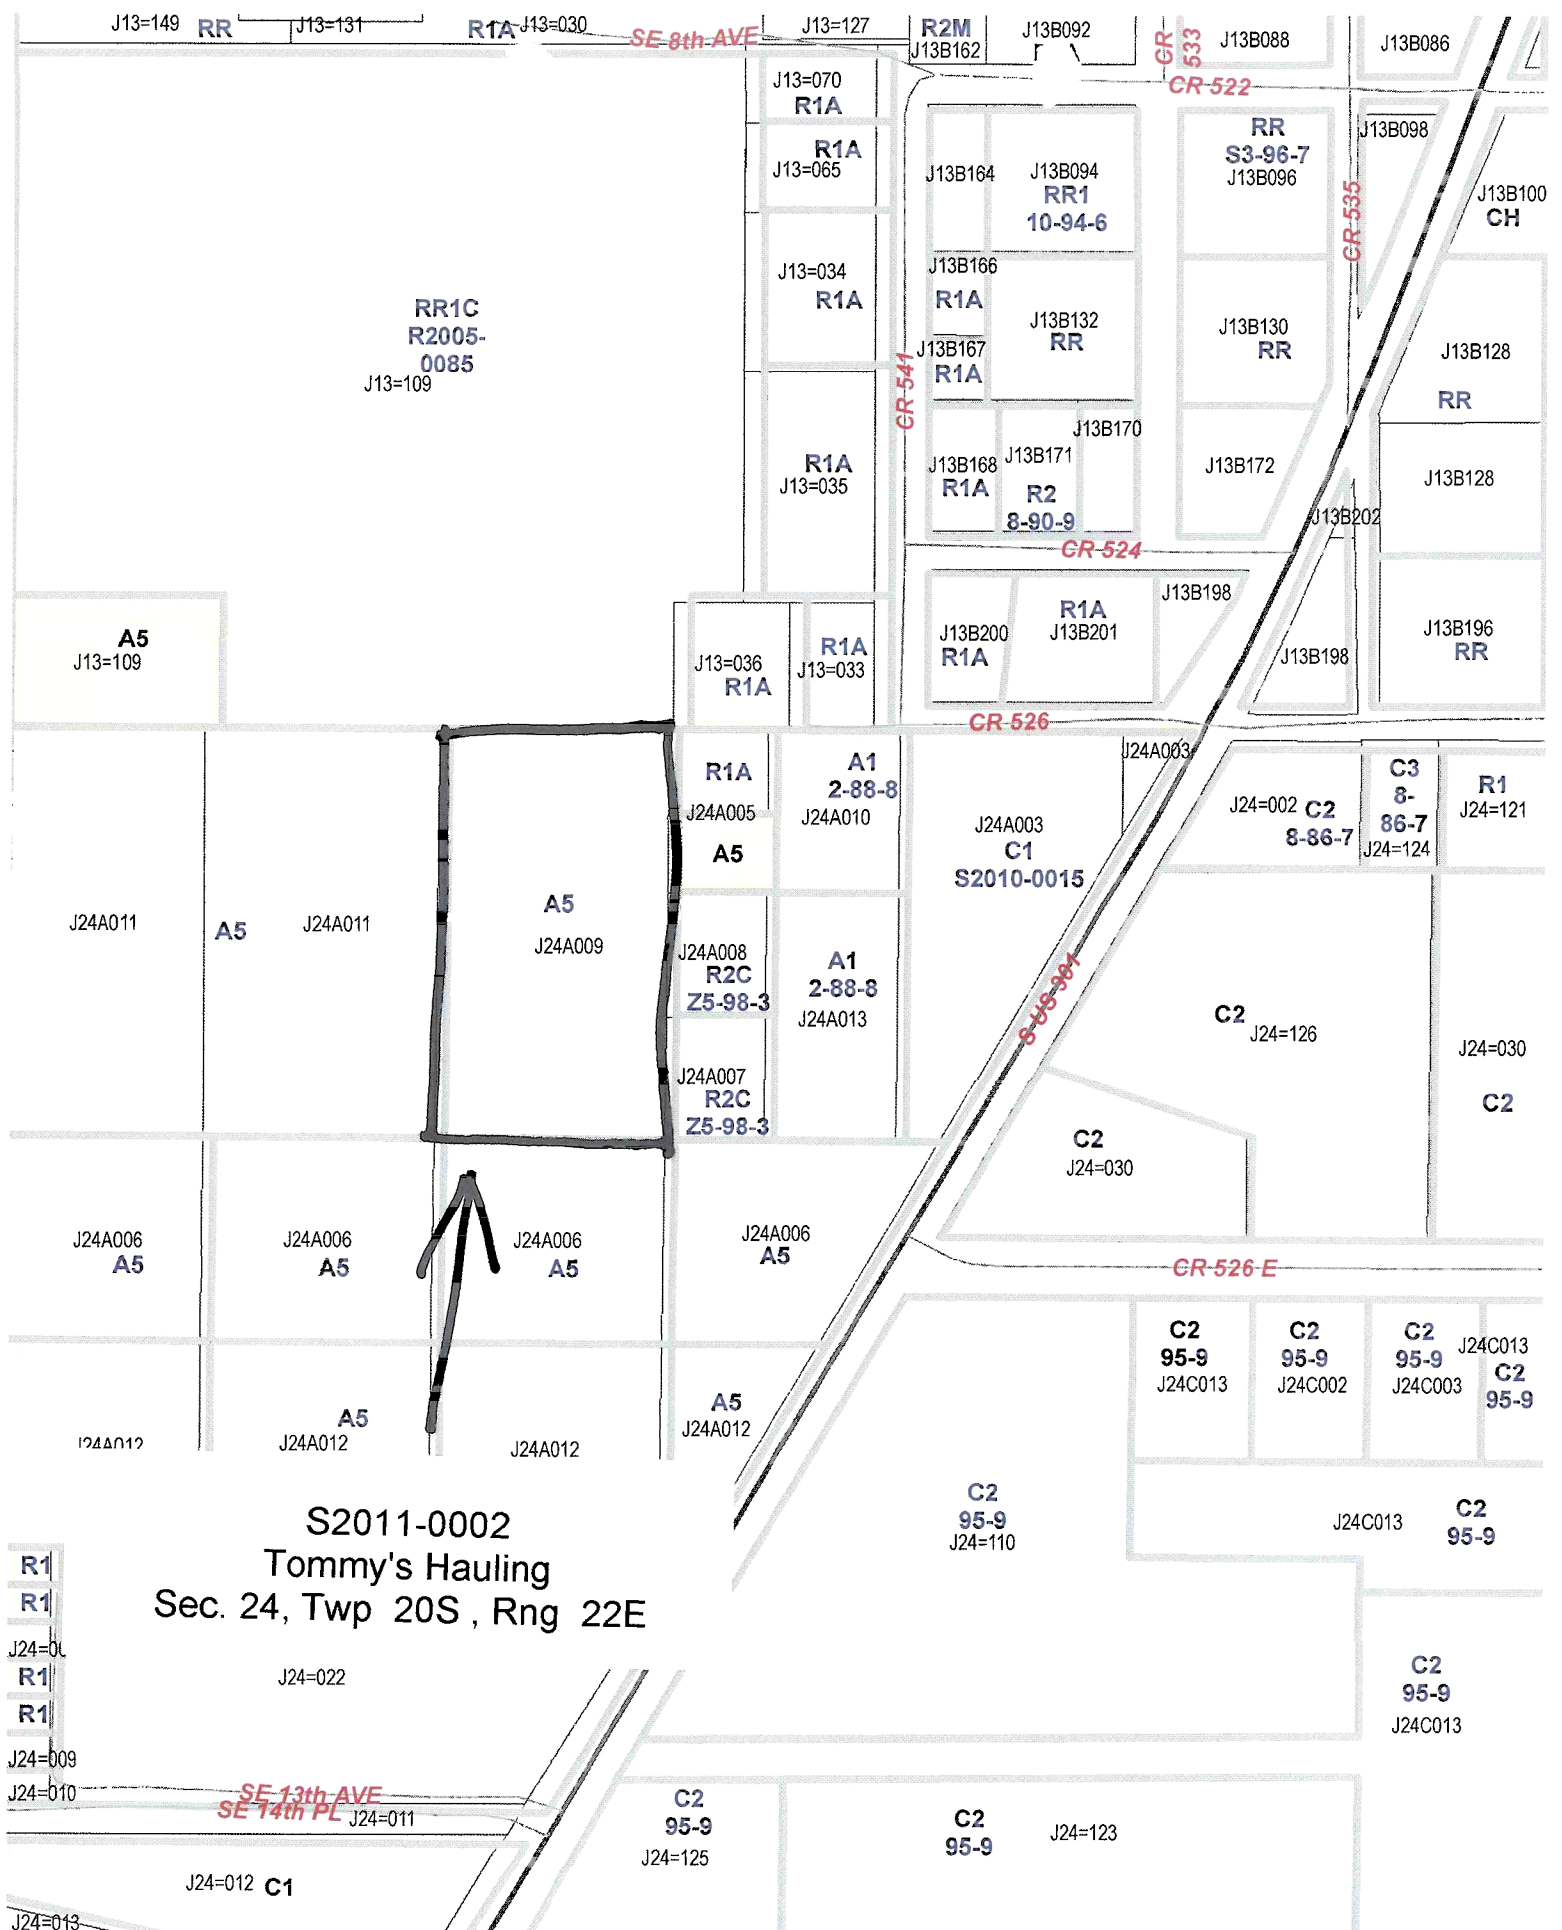 J13=149 RR
J13=131
R1A J13=030
SE 8th AVE
J13=127
R2M
J13B162
J13B092
CR 533
J13B088
J13B086
CR 522
J13=070
R1A
R1A
J13=065
J13B164
J13B094
RR1
10-94-6
RR
S3-96-7
J13B096
CR 535
J13B098
J13B100
CH
RR1C
R2005-
0085
J13=109
J13=034
R1A
J13B166
R1A
J13B132
RR
J13B130
RR
J13B128
RR
CR 541
J13B167
R1A
R1A
J13=035
J13B168
R1A
J13B171
R2
8-90-9
J13B170
J13B172
J13B128
J13B202
CR 524
A5
J13=109
J13=036
R1A
R1A
J13=033
J13B200
R1A
R1A
J13B201
J13B198
J13B198
J13B196
RR
CR 526
R1A
J24A005
A5
A1
2-88-8
J24A010
J24A003
J24A003
C1
S2010-0015
J24=002
C2
8-86-7
C3
8-
86-7
J24=124
R1
J24=121
J24A011
A5
J24A011
A5
J24A009
J24A008
R2C
Z5-98-3
A1
2-88-8
J24A013
S US 301
C2
J24=126
J24=030
C2
J24A007
R2C
Z5-98-3
C2
J24=030
J24A006
A5
J24A006
A5
J24A006
A5
J24A006
A5
CR 526 E
C2
95-9
J24C013
C2
95-9
J24C002
C2
95-9
J24C003
J24C013
C2
95-9
J24A012
A5
J24A012
J24A012
A5
J24A012
C2
95-9
J24=110
J24C013
C2
95-9
S2011-0002
Tommy's Hauling
Sec. 24, Twp 20S , Rng 22E
R1
R1
R1
R1
J24=022
C2
95-9
J24C013
J24=009
J24=010
SE 13th AVE
SE 14th PL
J24=011
C2
95-9
J24=125
C2
95-9
J24=123
J24=012 C1
J24=013